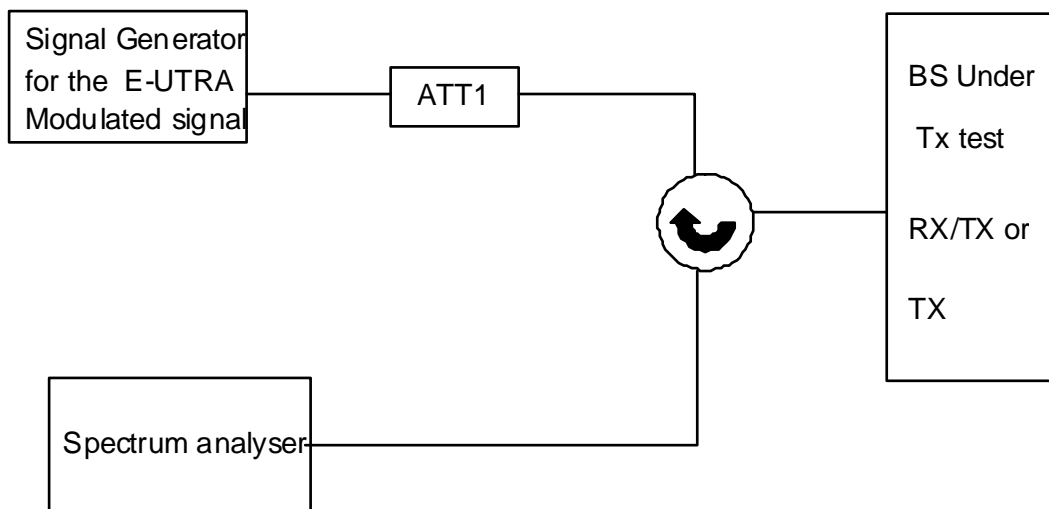 Signal Generator
for the E-UTRA
Modulated signal
ATT1
BS Under
Tx test
RX/TX or
TX
Spectrum analyser